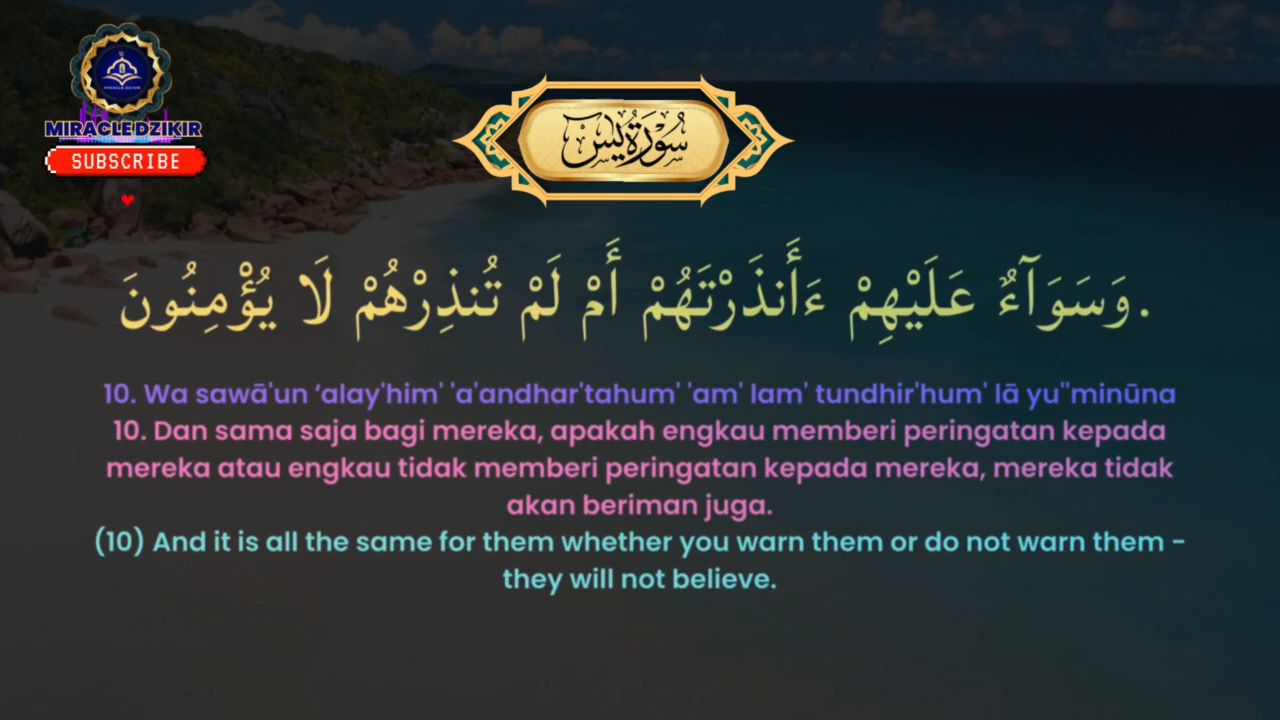 MIRACLE DZIKIR
MIRACLEDZIKIR
SUBSCRIBE
سُوْرَةُ يٰسٓ
وَسَوَآءٌ عَلَيْهِمْ ءَأَنذَرْتَهُمْ أَمْ لَمْ تُنذِرْهُمْ لَا يُؤْمِنُونَ.
10. Wa sawā'un ‘alay'him' 'a'andhar'tahum' 'am' lam' tundhir'hum' lā yu"minūna
10. Dan sama saja bagi mereka, apakah engkau memberi peringatan kepada
mereka atau engkau tidak memberi peringatan kepada mereka, mereka tidak
akan beriman juga.
(10) And it is all the same for them whether you warn them or do not warn them -
they will not believe.